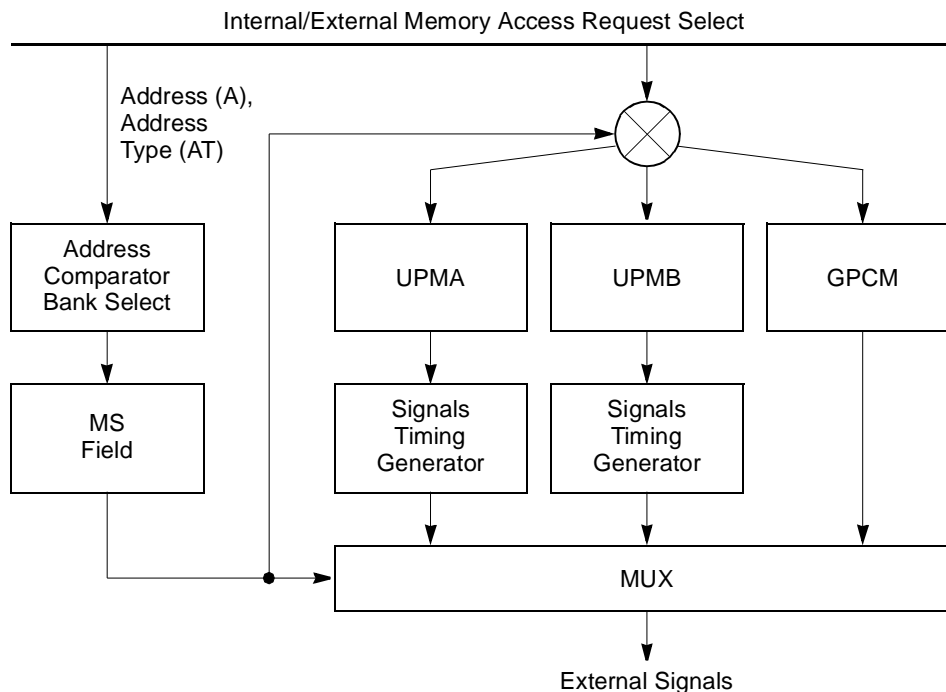 Internal/External Memory Access Request Select
Address (A),
Address
Type (AT)
Address
Comparator
Bank Select
UPMA
UPMB
GPCM
MS
Field
Signals
Timing
Generator
Signals
Timing
Generator
MUX
External Signals